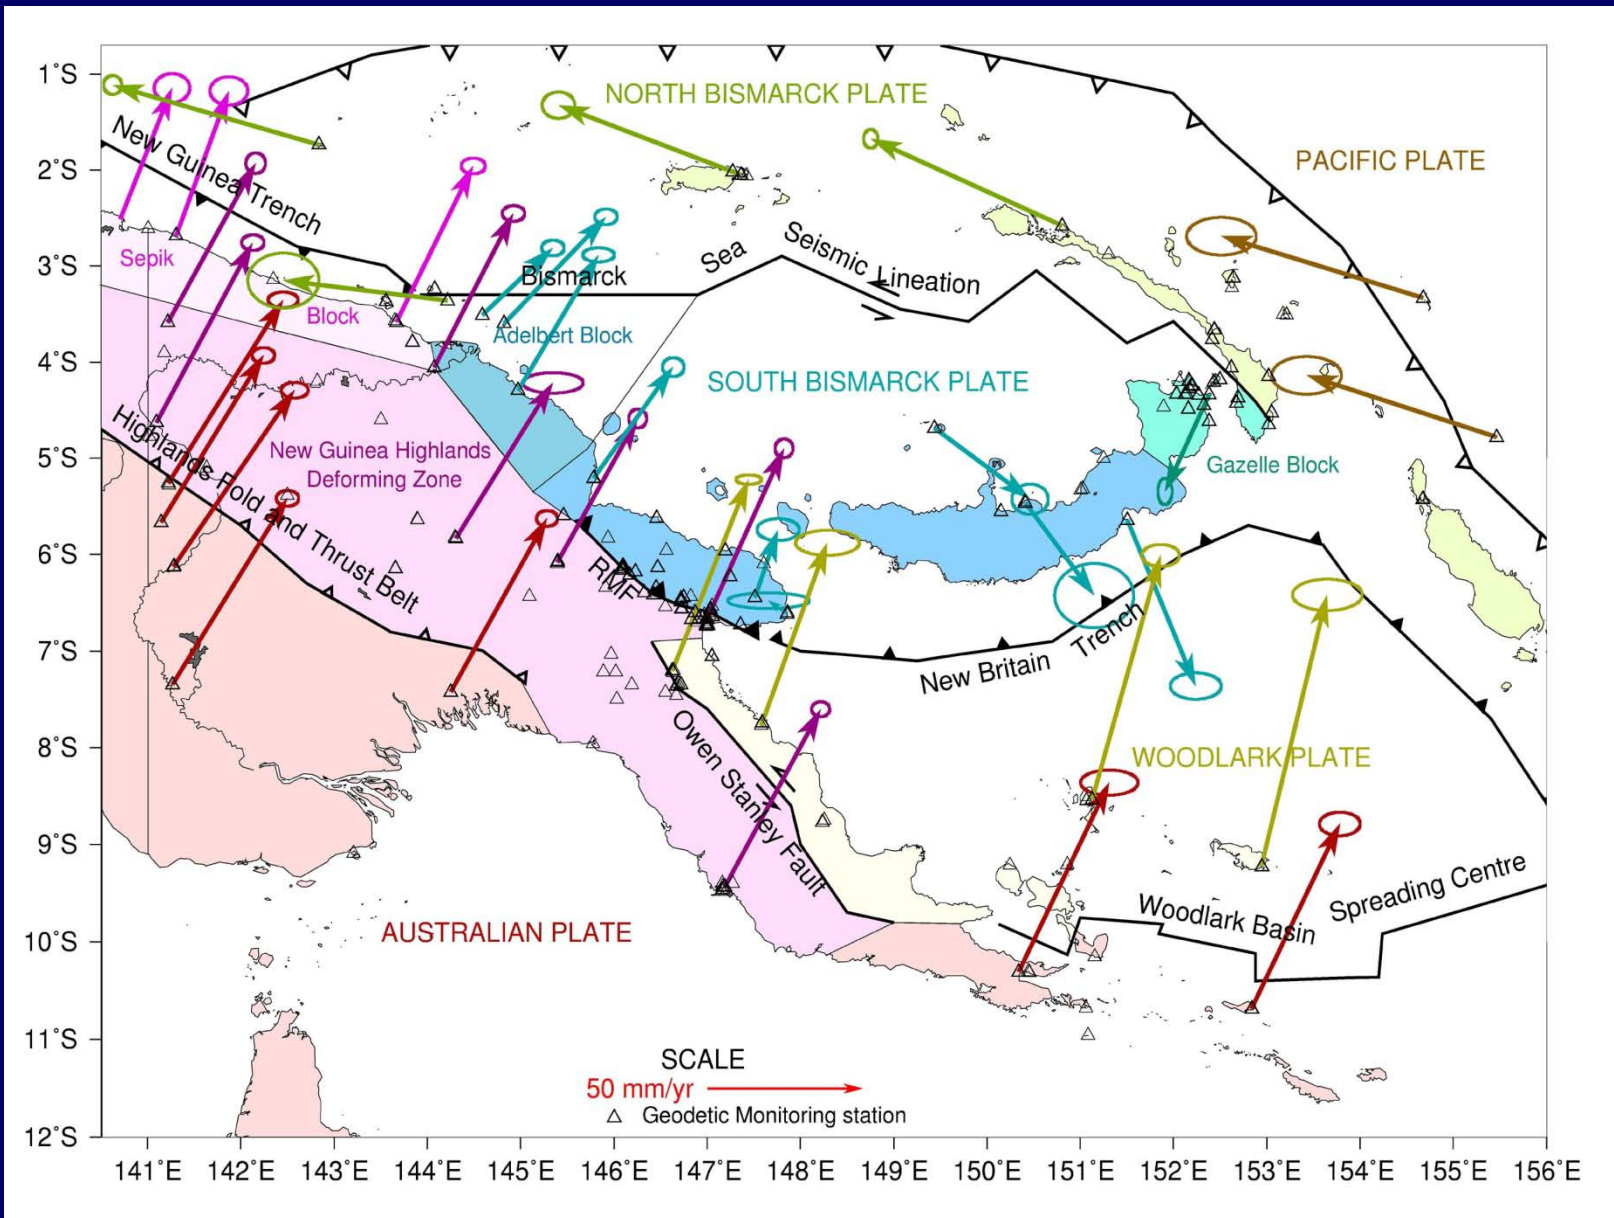 1°S
2°S
3°S
4°S
5°S
6°S
7°S
8°S
9°S
10°S
11°S
12°S
NORTH BISMARCK PLATE
PACIFIC PLATE
New Guinea Trench
Sepik
Block
Bismarck
Sea
Seismic Lineation
Adelbert Block
SOUTH BISMARCK PLATE
New Guinea Highlands
Deforming Zone
Gazelle Block
Highlands Fold and Thrust Belt
RMF
New Britain
Trench
Owen Stanley Fault
WOODLARK PLATE
AUSTRALIAN PLATE
Woodlark Basin
Spreading Centre
SCALE
50 mm/yr
Geodetic Monitoring station
141°E
142°E
143°E
144°E
145°E
146°E
147°E
148°E
149°E
150°E
151°E
152°E
153°E
154°E
155°E
156°E